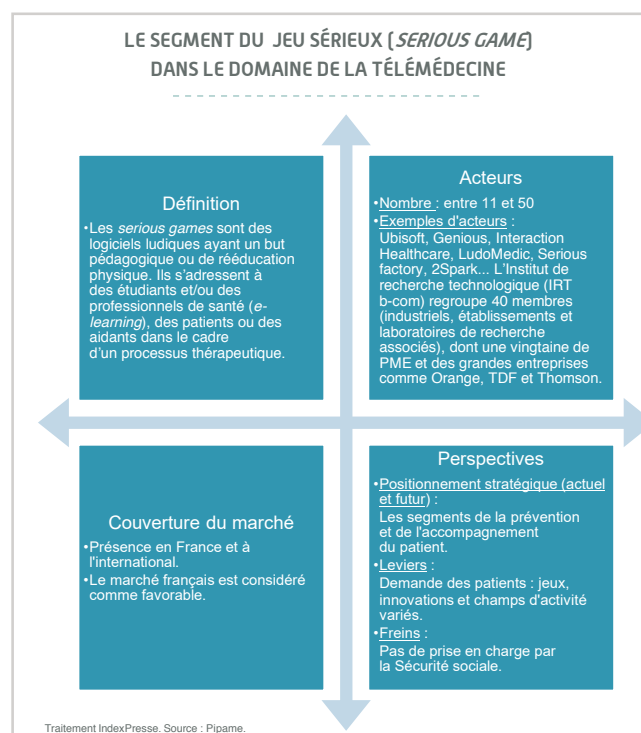 LE SEGMENT DU JEU SÉRIEUX (SERIOUS GAME)
DANS LE DOMAINE DE LA TÉLÉMÉDECINE
Définition
•Les serious games sont des
logiciels ludiques ayant un but
pédagogique ou de rééducation
physique. Ils s'adressent à
des étudiants et/ou des
professionnels de santé (e-
learning), des patients ou des
aidants dans le cadre
d'un processus thérapeutique.
Acteurs
•Nombre : entre 11 et 50
•Exemples d'acteurs :
Ubisoft, Genious, Interaction
Healthcare, LudoMedic, Serious
factory, 2Spark... L'Institut de
recherche technologique (IRT
b-com) regroupe 40 membres
(industriels, établissements et
laboratoires de recherche
associés), dont une vingtaine de
PME et des grandes entreprises
comme Orange, TDF et Thomson.
Couverture du marché
•Présence en France et à
l'international.
•Le marché français est considéré
comme favorable.
Perspectives
•Positionnement stratégique (actuel
et futur) :
Les segments de la prévention
et de l'accompagnement
du patient.
•Leviers :
Demande des patients : jeux,
innovations et champs d'activité
variés.
•Freins :
Pas de prise en charge par
la Sécurité sociale.
Traitement IndexPresse. Source : Pipame.